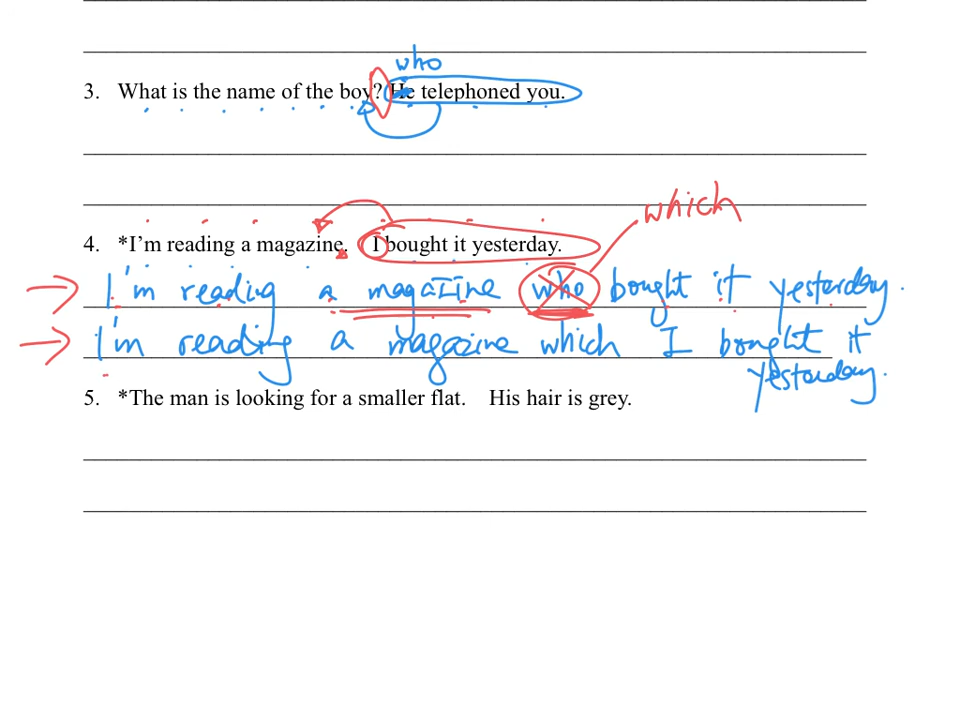 who
3. What is the name of the boy? He telephoned you.
which
4. *I'm reading a magazine. I bought it yesterday.
I'm reading a magazine who bought it yesterday.
I'm reading a magazine which I bought it
yesterday.
5. *The man is looking for a smaller flat. His hair is grey.